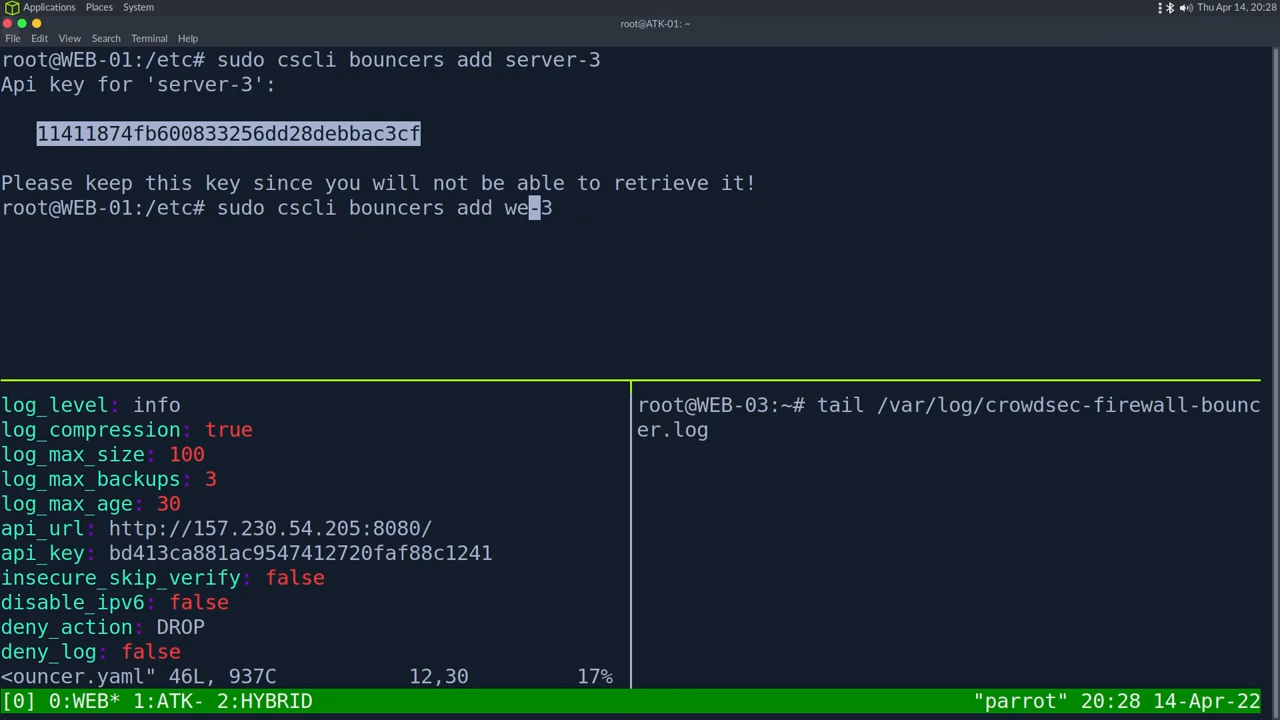 Applications Places System
Thu Apr 14, 20:28
root@ATK-01: ~
File Edit View Search Terminal Help
root@WEB-01:/etc# sudo cscli bouncers add server-3
Api key for 'server-3':
11411874fb600833256dd28debbac3cf
Please keep this key since you will not be able to retrieve it!
root@WEB-01:/etc# sudo cscli bouncers add we-3
log_level: info
log_compression: true
log_max_size: 100
log_max_backups: 3
log_max_age: 30
api_url: http://157.230.54.205:8080/
api_key: bd413ca881ac9547412720faf88c1241
insecure_skip_verify: false
disable_ipv6: false
deny_action: DROP
deny_log: false
<ouncer.yaml" 46L, 937C 12,30 17%
root@WEB-03:~# tail /var/log/crowdsec-firewall-bounc
er.log
[0] 0:WEB* 1:ATK- 2:HYBRID
"parrot" 20:28 14-Apr-22